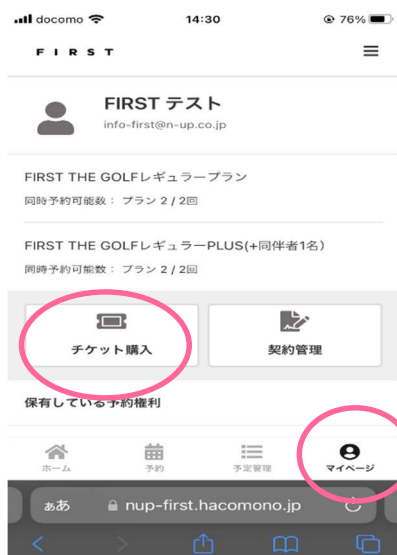 docomo 14:30 76%
FIRST
FIRST テスト
info-first@n-up.co.jp
FIRST THE GOLFレギュラープラン
同時予約可能数： プラン 2 / 2回
FIRST THE GOLFレギュラーPLUS(+同伴者1名）
同時予約可能数： プラン 2 / 2回
チケット購入 契約管理
保有している予約権利
ホーム 予約 予定管理 マイページ
ぁあ nup-first.hacomono.jp